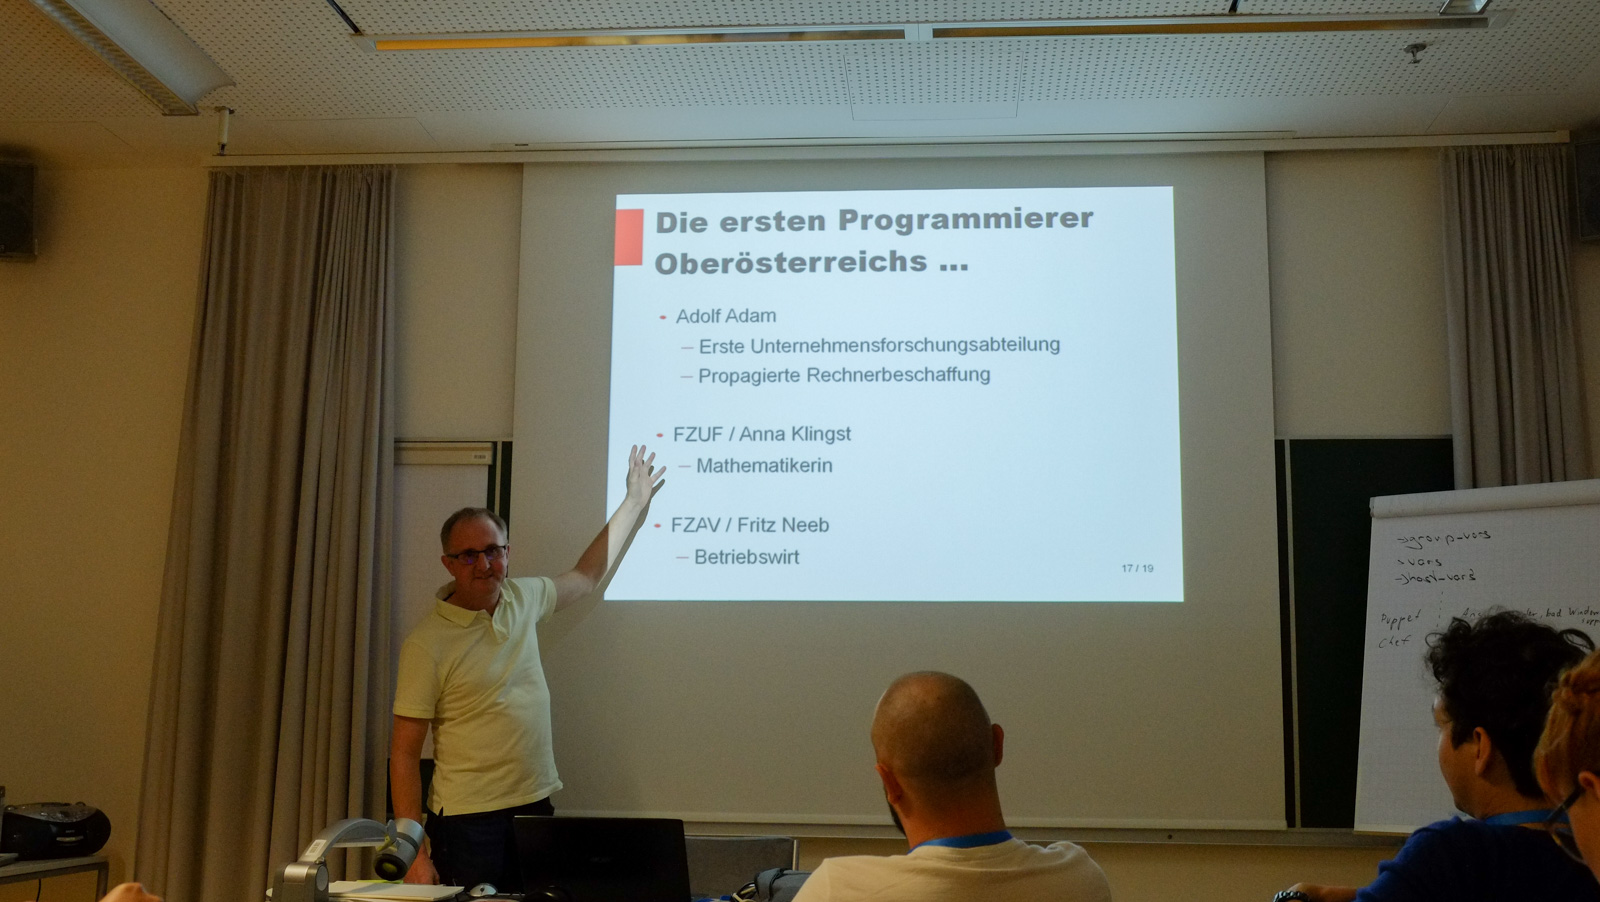 Die ersten Programmierer
Oberösterreichs ...
• Adolf Adam
– Erste Unternehmensforschungsabteilung
– Propagierte Rechnerbeschaffung
• FZUF / Anna Klingst
– Mathematikerin
• FZAV / Fritz Neeb
– Betriebswirt
17 / 19
→group-vars
→vars
→host-vars
Puppet
Chef